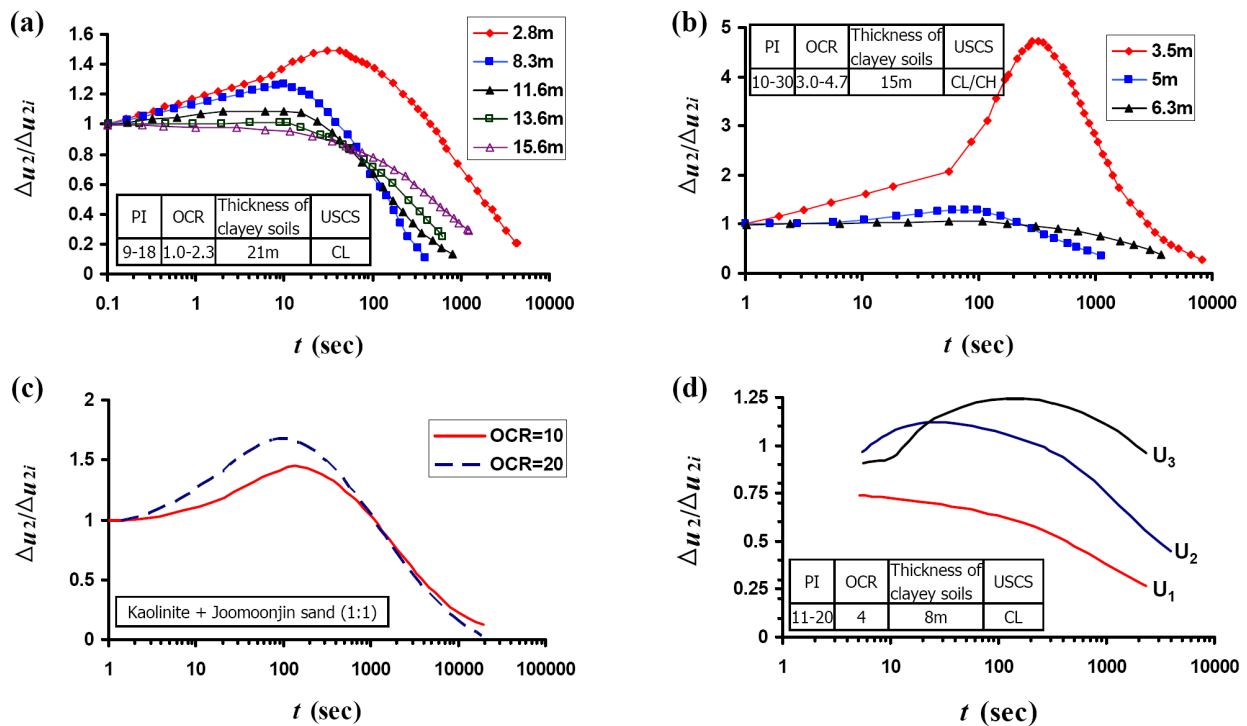 (a)
Δu2/Δu2i
1.6
1.4
1.2
1
0.8
0.6
0.4
0.2
0
0.1
1
10
100
1000
10000
t (sec)
2.8m
8.3m
11.6m
13.6m
15.6m
PI OCR Thickness of clayey soils USCS
9-18 1.0-2.3 21m CL
(b)
Δu2/Δu2i
5
4
3
2
1
0
1
10
100
1000
10000
t (sec)
PI OCR Thickness of clayey soils USCS
10-30 3.0-4.7 15m CL/CH
3.5m
5m
6.3m
(c)
Δu2/Δu2i
2
1.5
1
0.5
0
1
10
100
1000
10000
100000
t (sec)
OCR=10
OCR=20
Kaolinite + Joomoonjin sand (1:1)
(d)
Δu2/Δu2i
1.25
1
0.75
0.5
0.25
0
1
10
100
1000
10000
t (sec)
U3
U2
U1
PI OCR Thickness of clayey soils USCS
11-20 4 8m CL